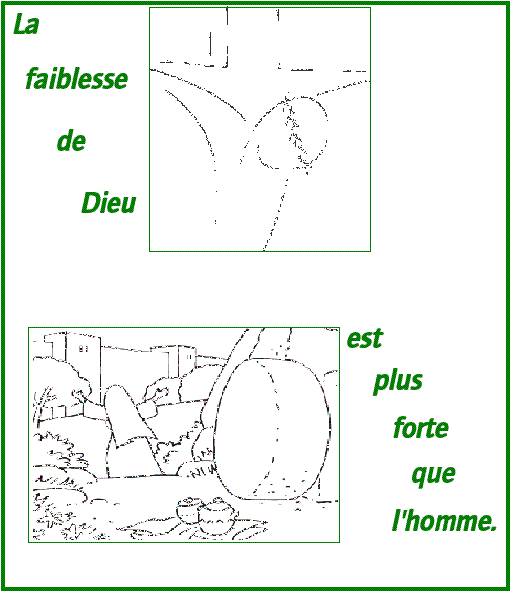 La
faiblesse
de
Dieu
est
plus
forte
que
l'homme.